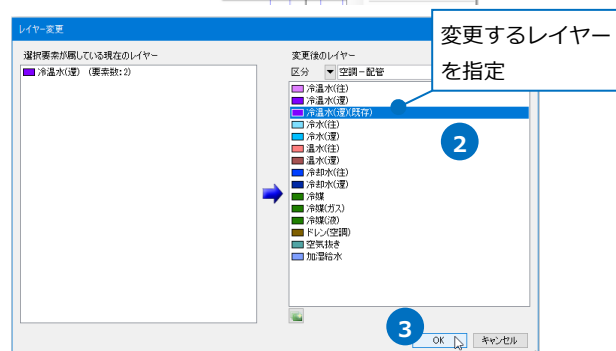 レイヤー変更
変更するレイヤー
を指定
選択要素が属している現在のレイヤー
冷温水(還) (要素数:2)
変更後のレイヤー
区分 空調－配管
冷温水(往)
冷温水(還)
冷温水(還)(既存)
冷水(往)
冷水(還)
温水(往)
温水(還)
冷却水(往)
冷却水(還)
冷媒
冷媒(ガス)
冷媒(液)
ドレン(空調)
空気抜き
加湿給水
2
3
OK
キャンセル